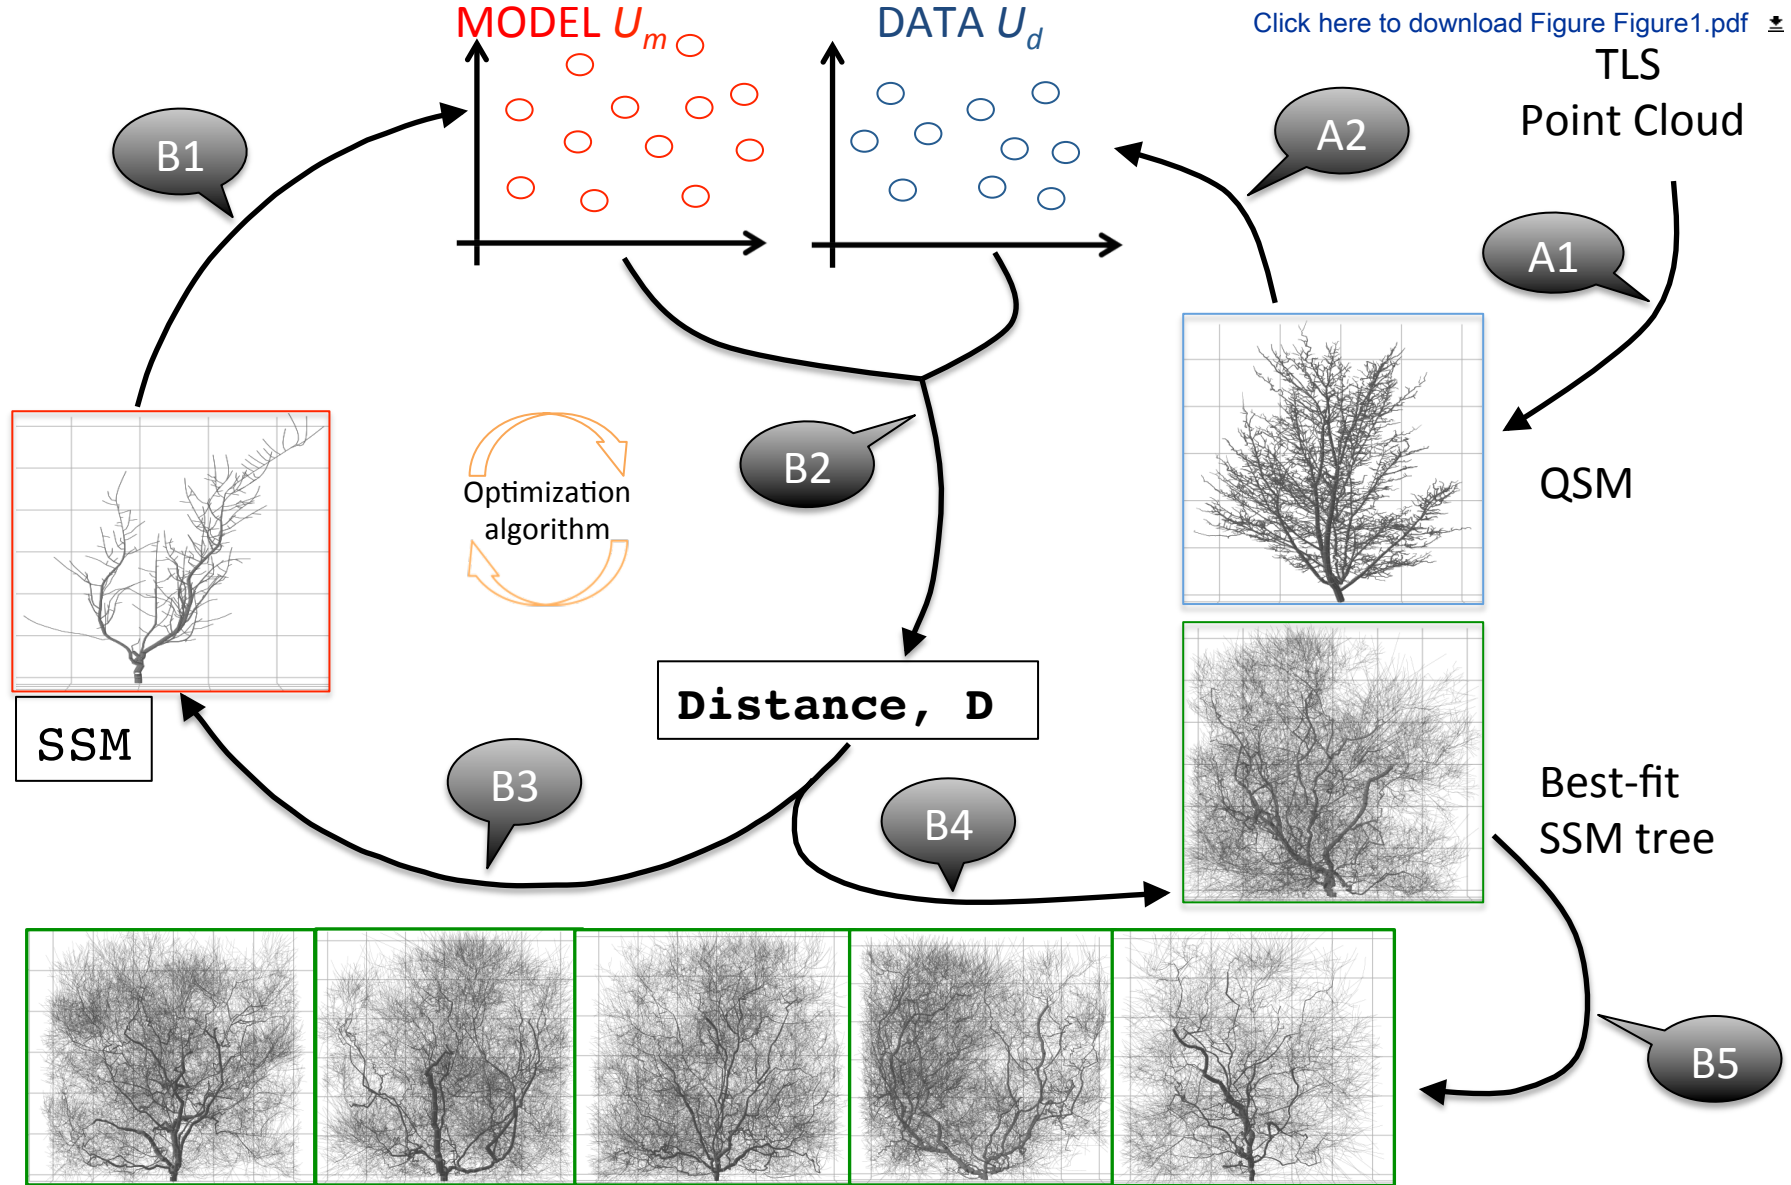 MODEL Um
DATA Ud
Click here to download Figure Figure1.pdf
TLS
Point Cloud
B1
A2
A1
B2
QSM
Optimization
algorithm
Distance, D
SSM
B3
B4
Best-fit
SSM tree
B5